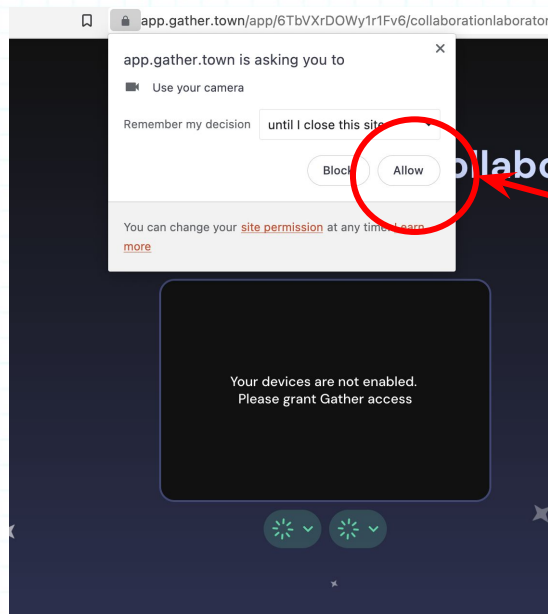 app.gather.town/app/6TbVXrDOWy1r1Fv6/collaborationlaborator
app.gather.town is asking you to
Use your camera
Remember my decision until I close this site
Block Allow
ollabo
You can change your site permission at any time. Learn
more
Your devices are not enabled.
Please grant Gather access